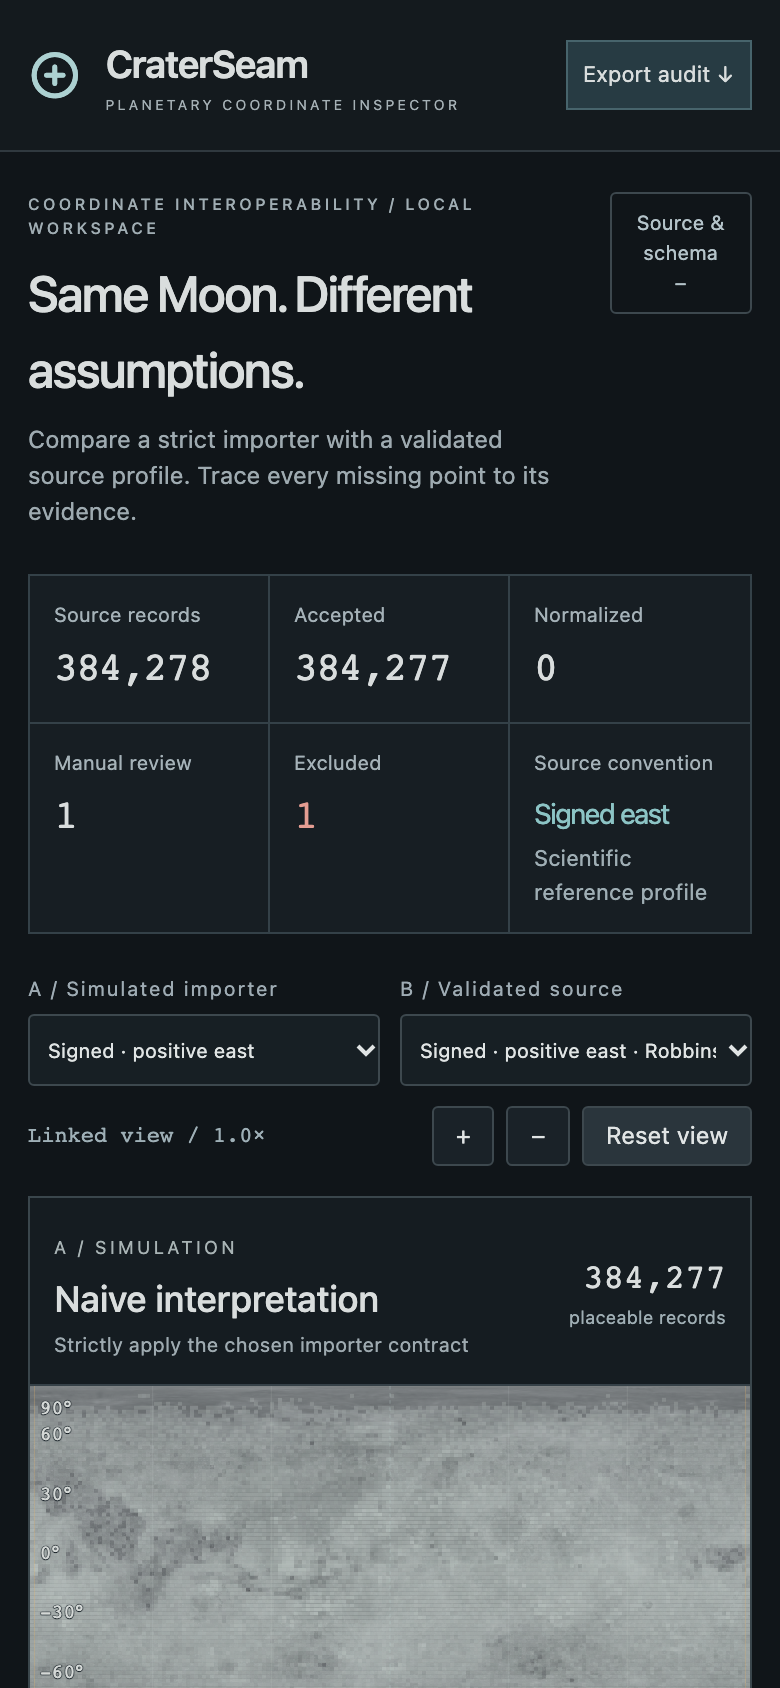 CraterSeam
PLANETARY COORDINATE INSPECTOR
Export audit ↓
COORDINATE INTEROPERABILITY / LOCAL
WORKSPACE
Source &
schema
–
Same Moon. Different
assumptions.
Compare a strict importer with a validated
source profile. Trace every missing point to its
evidence.
Source records
384,278
Accepted
384,277
Normalized
0
Manual review
1
Excluded
1
Source convention
Signed east
Scientific
reference profile
A / Simulated importer
Signed · positive east
B / Validated source
Signed · positive east · Robbins
Linked view / 1.0×
+
−
Reset view
A / SIMULATION
Naive interpretation
Strictly apply the chosen importer contract
384,277
placeable records
90°
60°
30°
0°
−30°
−60°